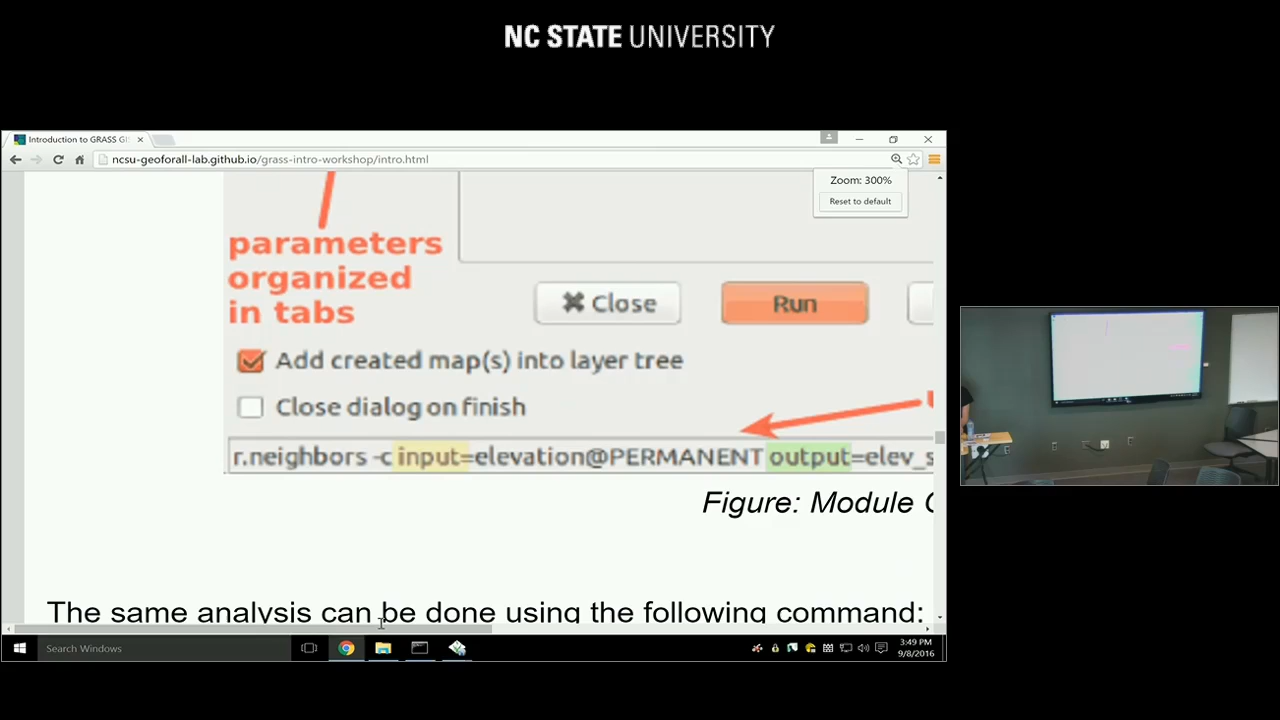 NC STATE UNIVERSITY
Introduction to GRASS GI
ncsu-geoforall-lab.github.io/grass-intro-workshop/intro.html
Zoom: 300%
Reset to default
parameters
organized
in tabs
Close
Run
Add created map(s) into layer tree
Close dialog on finish
r.neighbors -c input=elevation@PERMANENT output=elev_s
Figure: Module
The same analysis can be done using the following command:
Search Windows
3:49 PM
9/8/2016